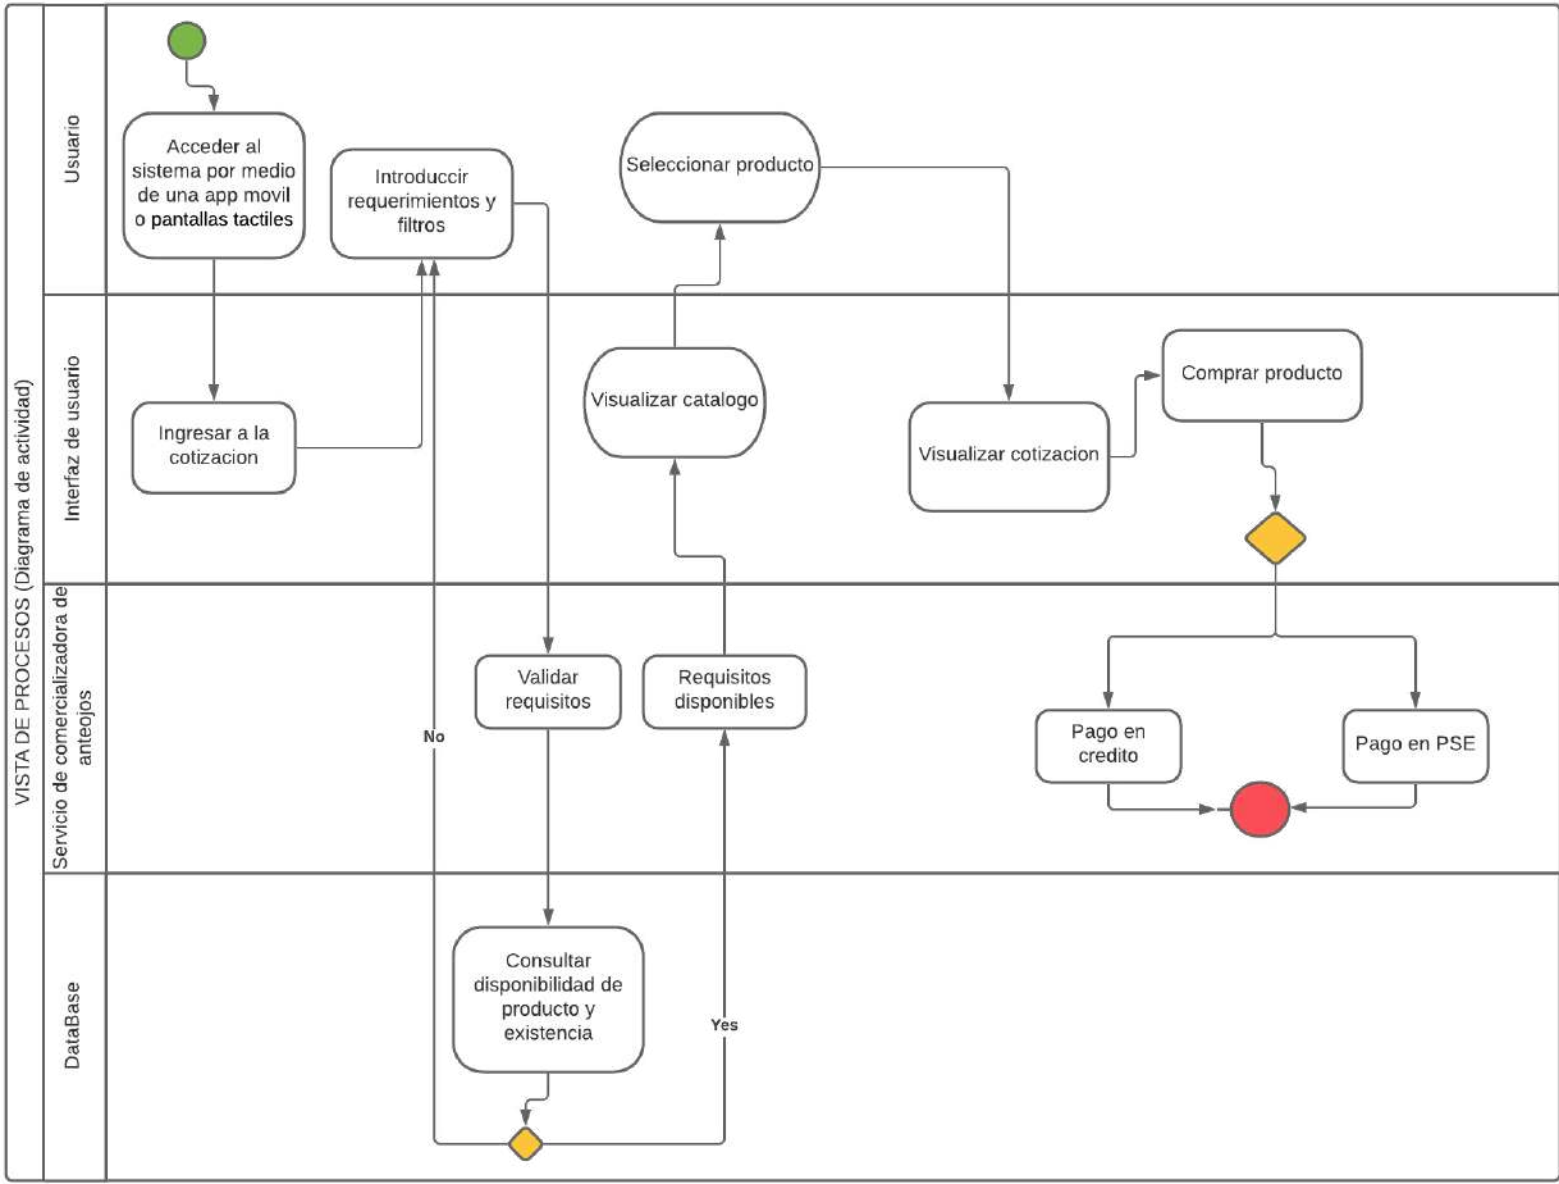 VISTA DE PROCESOS (Diagrama de actividad)
Usuario
Acceder al
sistema por medio
de una app movil
o pantallas tactiles
Introduccir
requerimientos y
filtros
Seleccionar producto
Interfaz de usuario
Ingresar a la
cotizacion
Visualizar catalogo
Visualizar cotizacion
Comprar producto
Servicio de comercializadora de
anteojos
No
Validar
requisitos
Requisitos
disponibles
Pago en
credito
Pago en PSE
DataBase
Consultar
disponibilidad de
producto y
existencia
Yes